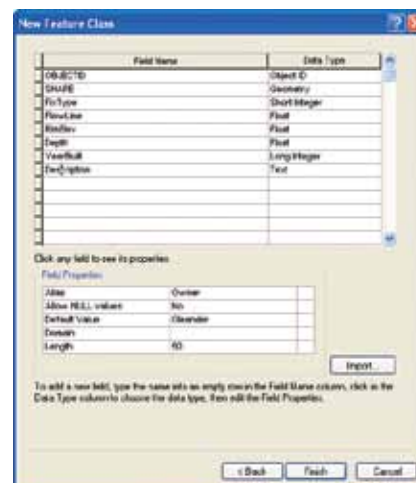 New Feature Class
Field Name Data Type
OBJECTID Object ID
SHAPE Geometry
FixType Short Integer
FlowLine Float
RimElev Float
Depth Float
YearBuilt Long Integer
Description Text
Click any field to see its properties
Field Properties
Alias Owner
Allow NULL values No
Default Value Oleander
Domain
Length 50
Import...
To add a new field, type the name into an empty row in the Field Name column, click in the
Data Type column to choose the data type, then edit the Field Properties.
< Back Finish Cancel